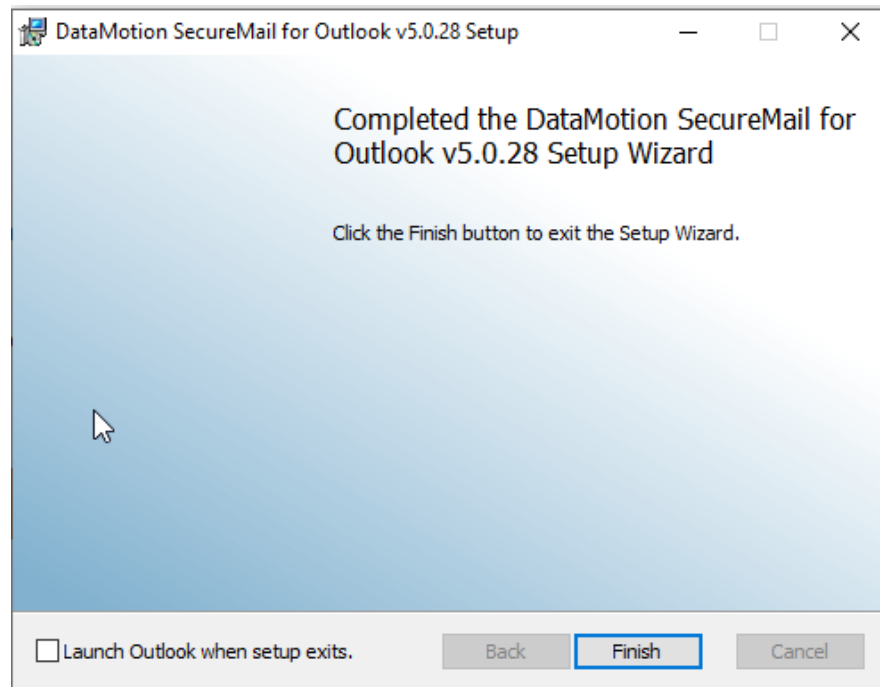 DataMotion SecureMail for Outlook v5.0.28 Setup
Completed the DataMotion SecureMail for
Outlook v5.0.28 Setup Wizard
Click the Finish button to exit the Setup Wizard.
Launch Outlook when setup exits.
Back
Finish
Cancel